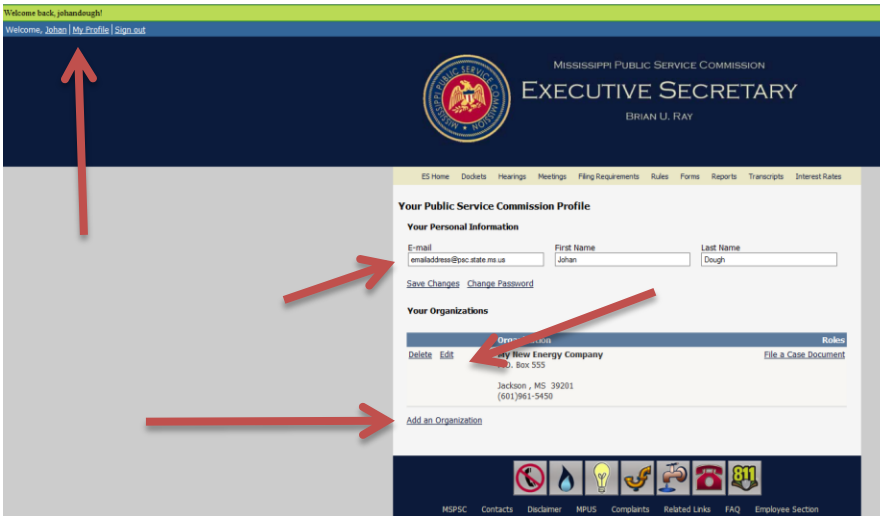 Welcome back, johandough!
Welcome, Johan | My Profile | Sign out
MISSISSIPPI PUBLIC SERVICE COMMISSION
EXECUTIVE SECRETARY
BRIAN U. RAY
ES Home Dockets Hearings Meetings Filing Requirements Rules Forms Reports Transcripts Interest Rates
Your Public Service Commission Profile
Your Personal Information
E-mail First Name Last Name
emailaddress@psc.state.ms.us Johan Dough
Save Changes Change Password
Your Organizations
Roles
Delete Edit My New Energy Company File a Case Document
Box 555
Jackson , MS 39201
(601)961-5450
Add an Organization
811
MSPSC Contacts Disclaimer MPUS Complaints Related Links FAQ Employee Section